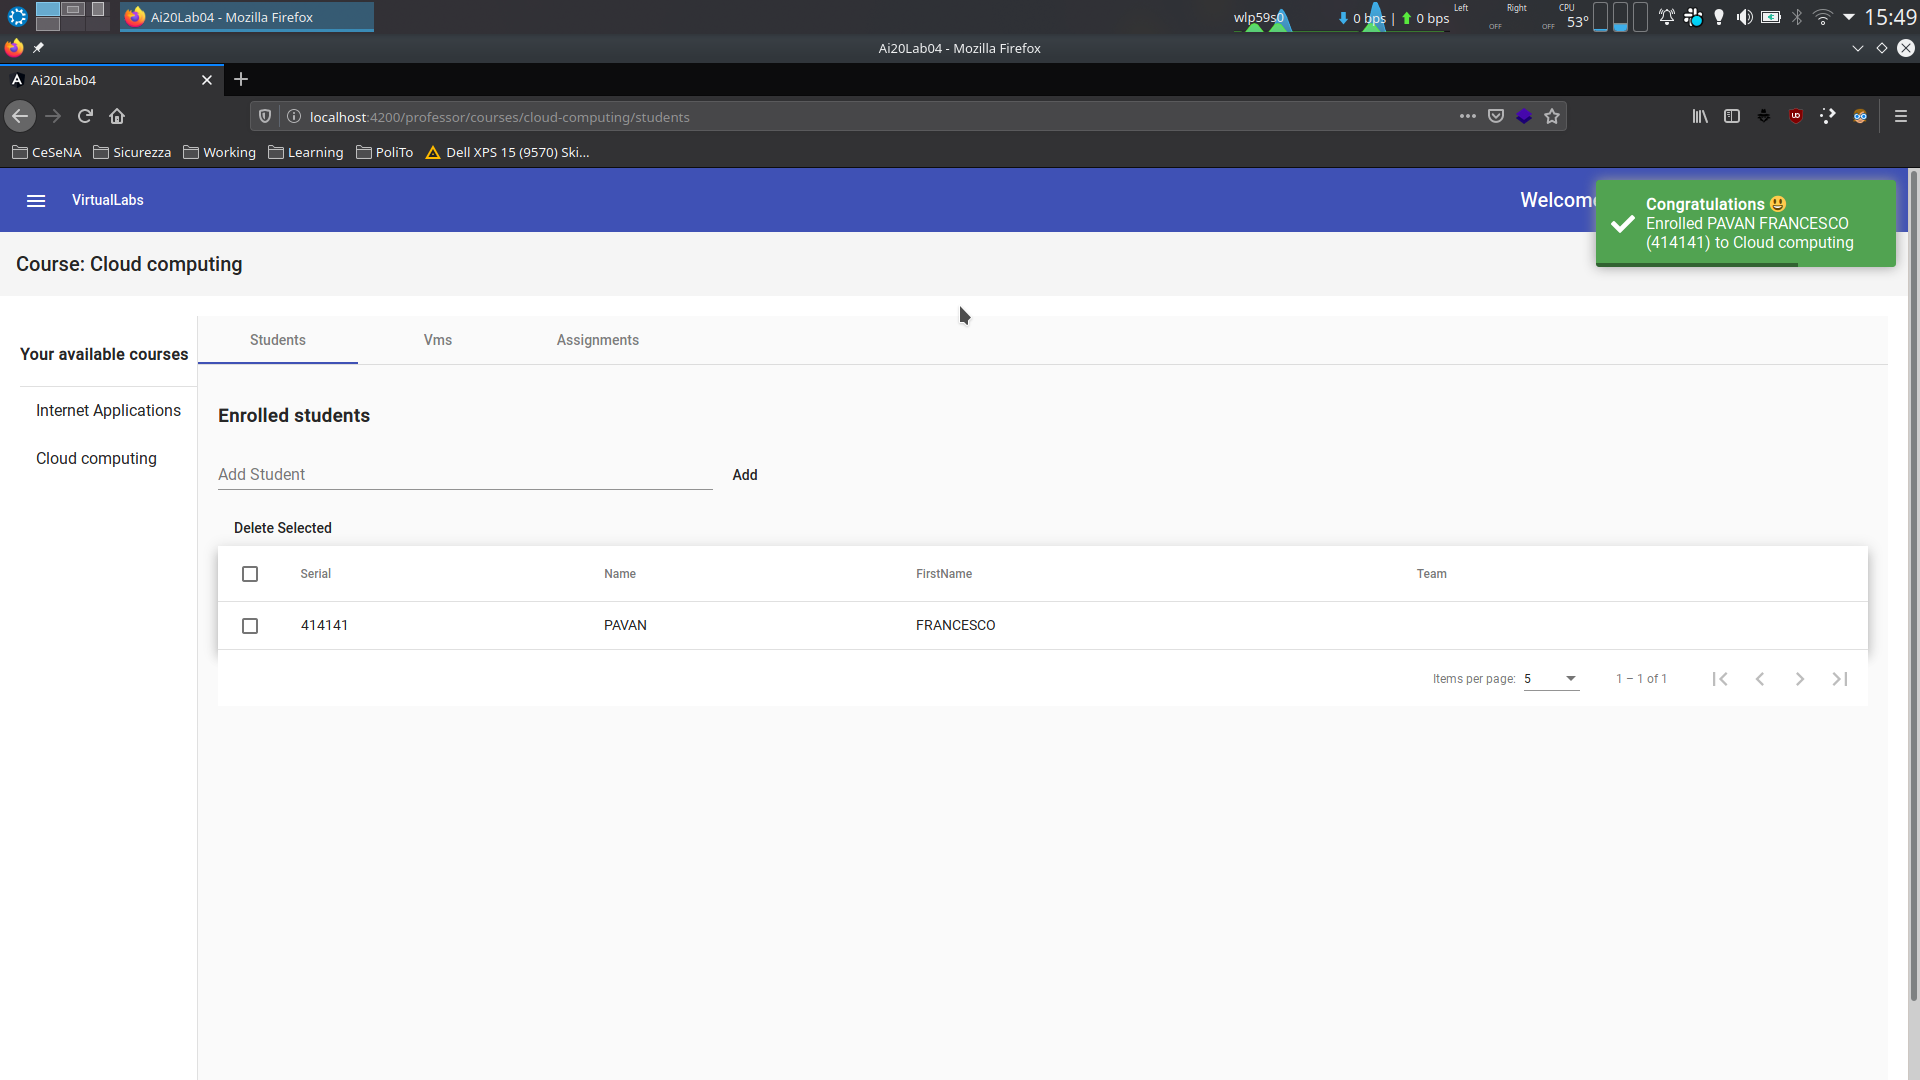 Ai20Lab04 - Mozilla Firefox
wlp59s0
0 bps | 0 bps
Left
OFF
Right
OFF
CPU
53°
15:49
Ai20Lab04 - Mozilla Firefox
Ai20Lab04
localhost:4200/professor/courses/cloud-computing/students
CeSeNA
Sicurezza
Working
Learning
PoliTo
Dell XPS 15 (9570) Ski...
VirtualLabs
Congratulations 😃
Enrolled PAVAN FRANCESCO
(414141) to Cloud computing
Course: Cloud computing
Your available courses
Internet Applications
Cloud computing
Students
Vms
Assignments
Enrolled students
Add Student
Add
Delete Selected
Serial
Name
FirstName
Team
414141
PAVAN
FRANCESCO
Items per page: 5
1 – 1 of 1